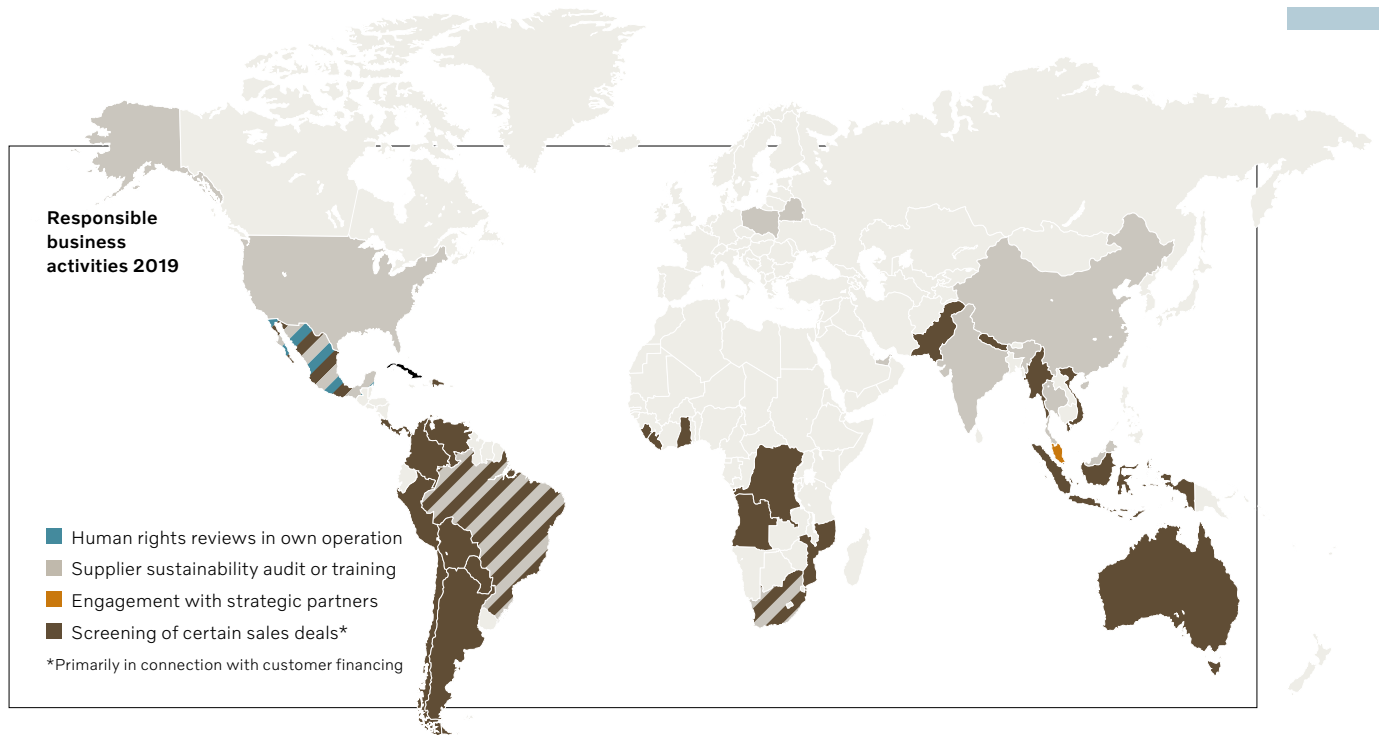 Responsible
business
activities 2019
Human rights reviews in own operation
Supplier sustainability audit or training
Engagement with strategic partners
Screening of certain sales deals*
*Primarily in connection with customer financing